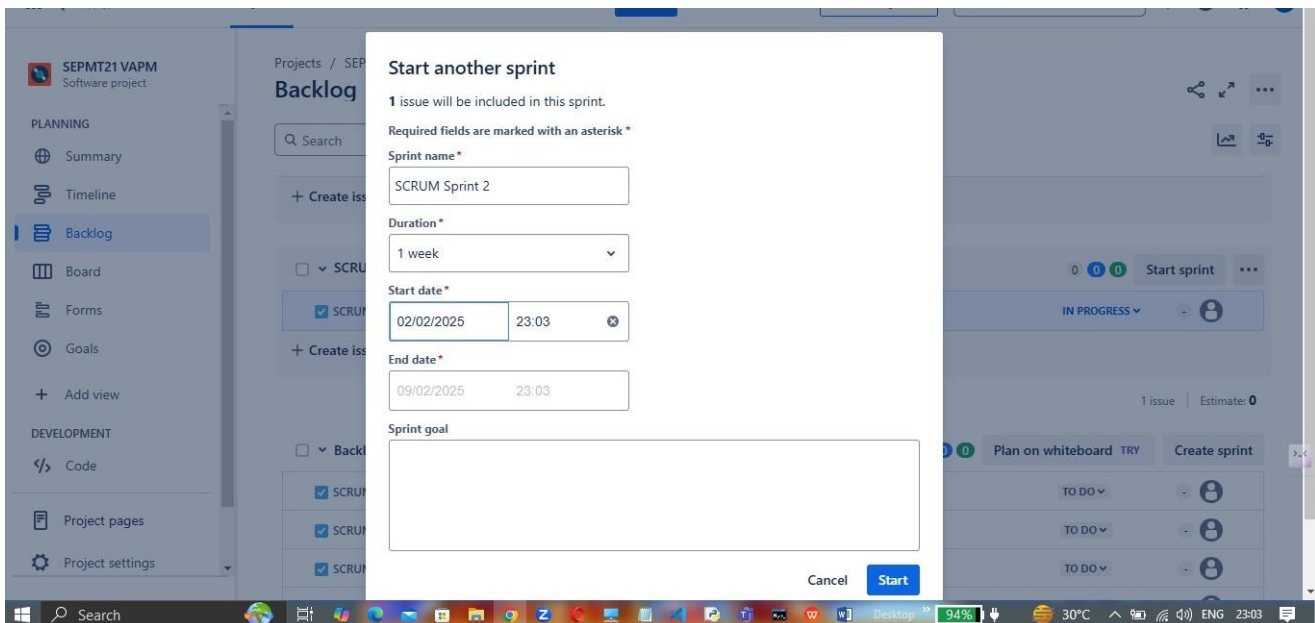 SEPMT21 VAPM
Software project
PLANNING
Summary
Timeline
Backlog
Board
Forms
Goals
+ Add view
DEVELOPMENT
</> Code
Project pages
Project settings
Projects / SEP
Backlog
Search
+ Create iss
SCRU
0 0 0 Start sprint
SCRUM
IN PROGRESS -
+ Create iss
1 issue Estimate: 0
Backl
0 Plan on whiteboard TRY Create sprint
SCRUM
TO DO -
SCRUM
TO DO -
SCRUM
TO DO -
Start another sprint
1 issue will be included in this sprint.
Required fields are marked with an asterisk *
Sprint name *
SCRUM Sprint 2
Duration *
1 week
Start date *
02/02/2025 23:03
End date *
09/02/2025 23:03
Sprint goal
Cancel Start
Search
Desktop » 94% 30°C ENG 23:03